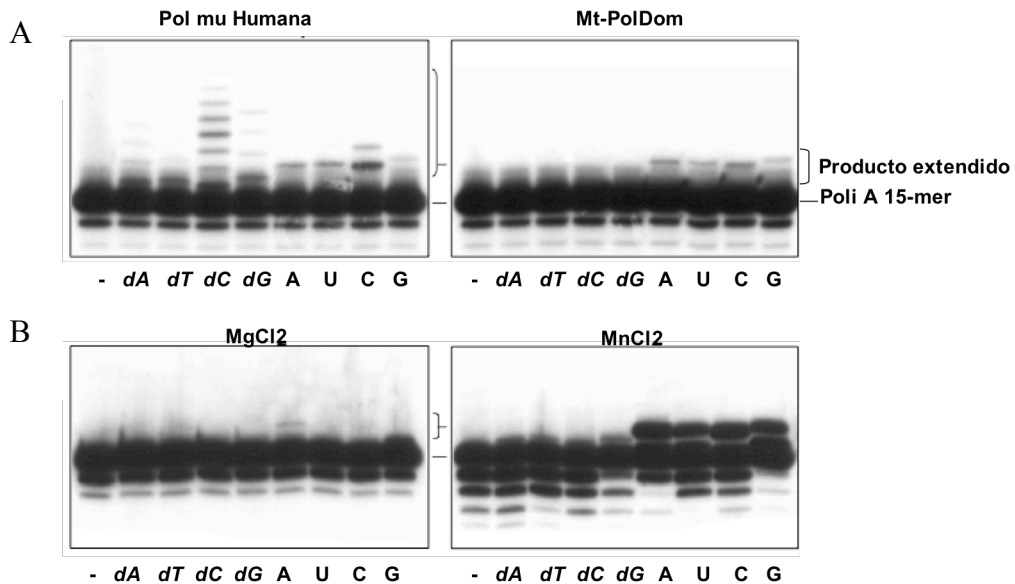 A
Pol mu Humana
Mt-PolDom
Producto extendido
Poli A 15-mer
- dA dT dC dG A U C G
- dA dT dC dG A U C G
B
MgCl2
MnCl2
- dA dT dC dG A U C G
- dA dT dC dG A U C G